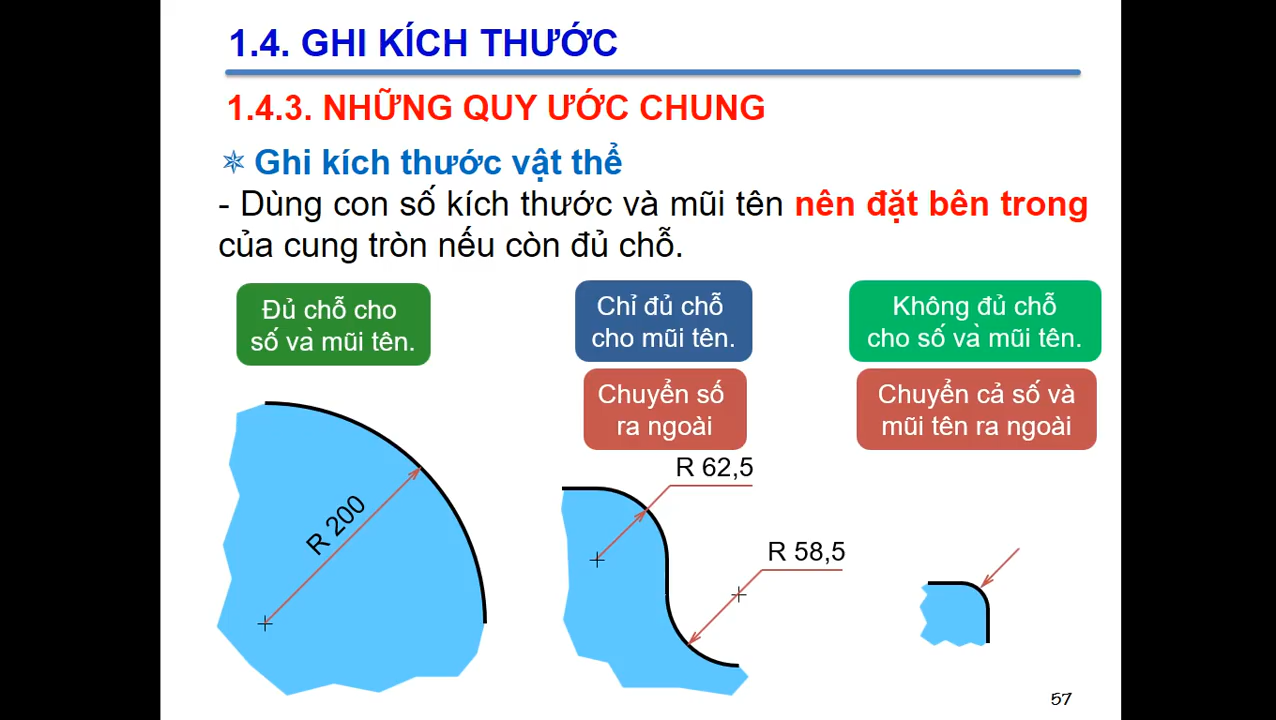 1.4. GHI KÍCH THƯỚC
1.4.3. NHỮNG QUY ƯỚC CHUNG
Ghi kích thước vật thể
- Dùng con số kích thước và mũi tên nên đặt bên trong
của cung tròn nếu còn đủ chỗ.
Đủ chỗ cho
số và mũi tên.
Chỉ đủ chỗ
cho mũi tên.
Không đủ chỗ
cho số và mũi tên.
Chuyển số
ra ngoài
Chuyển cả số và
mũi tên ra ngoài
R 200
R 62,5
R 58,5
57